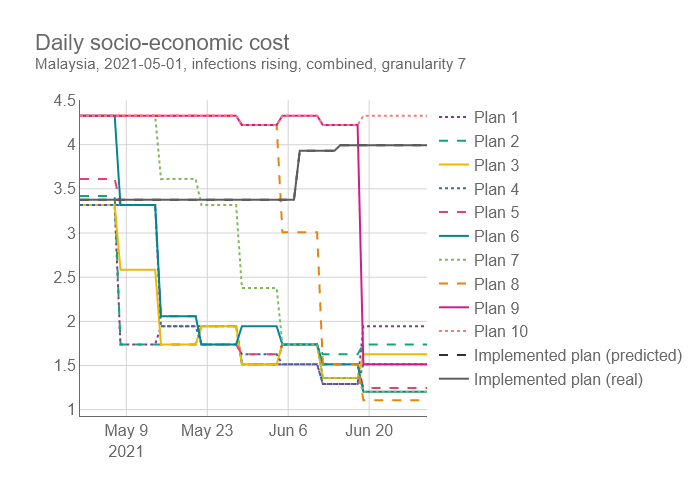 Daily socio-economic cost
Malaysia, 2021-05-01, infections rising, combined, granularity 7
4.5
4
3.5
3
2.5
2
1.5
1
May 9
2021
May 23
Jun 6
Jun 20
Plan 1
Plan 2
Plan 3
Plan 4
Plan 5
Plan 6
Plan 7
Plan 8
Plan 9
Plan 10
Implemented plan (predicted)
Implemented plan (real)